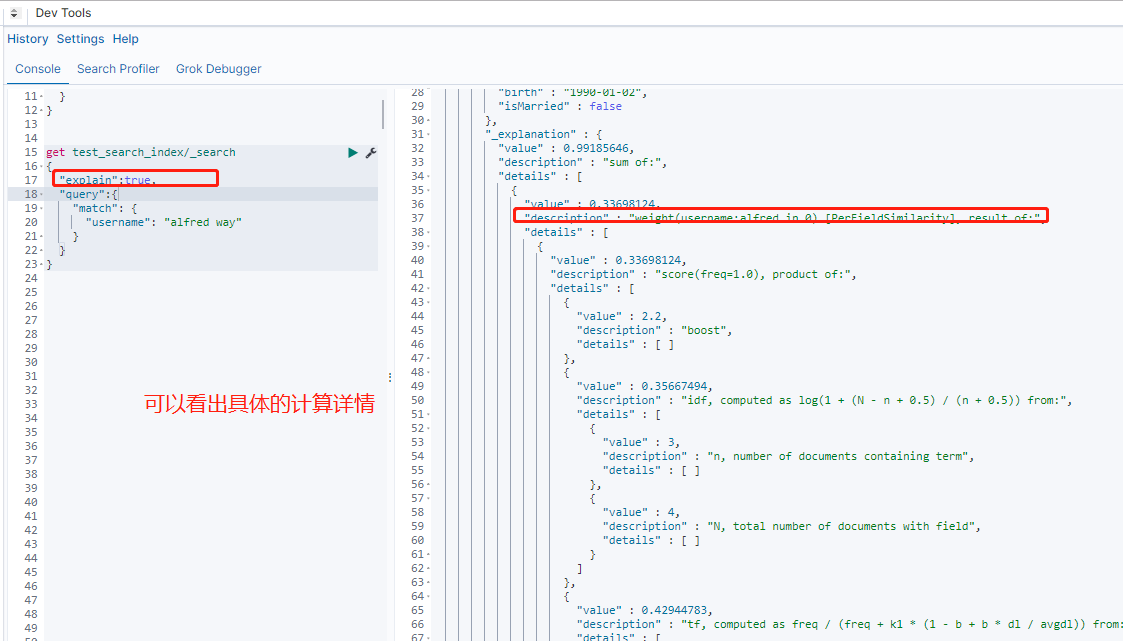 Dev Tools
History Settings Help
Console Search Profiler Grok Debugger
11 }
12 }
13
14
15 get test_search_index/_search
16 {
17 "explain":true,
18 "query":{
19 "match": {
20 "username": "alfred way"
21 }
22 }
23 }
24
25
26
27
28
29
30
31
32
33
34
35
36
37
38
39
40
41
42
43
44
45
46
47
48
49
可以看出具体的计算详情
28 "birth" : "1990-01-02",
29 "isMarried" : false
30 },
31 "_explanation" : {
32 "value" : 0.99185646,
33 "description" : "sum of:",
34 "details" : [
35 {
36 "value" : 0.33698124,
37 "description" : "weight(username:alfred in 0) [PerFieldSimilarity], result of:",
38 "details" : [
39 {
40 "value" : 0.33698124,
41 "description" : "score(freq=1.0), product of:",
42 "details" : [
43 {
44 "value" : 2.2,
45 "description" : "boost",
46 "details" : [ ]
47 },
48 {
49 "value" : 0.35667494,
50 "description" : "idf, computed as log(1 + (N - n + 0.5) / (n + 0.5)) from:",
51 "details" : [
52 {
53 "value" : 3,
54 "description" : "n, number of documents containing term",
55 "details" : [ ]
56 },
57 {
58 "value" : 4,
59 "description" : "N, total number of documents with field",
60 "details" : [ ]
61 }
62 ]
63 },
64 {
65 "value" : 0.42944783,
66 "description" : "tf, computed as freq / (freq + k1 * (1 - b + b * dl / avgdl)) from:
67 "details" : [